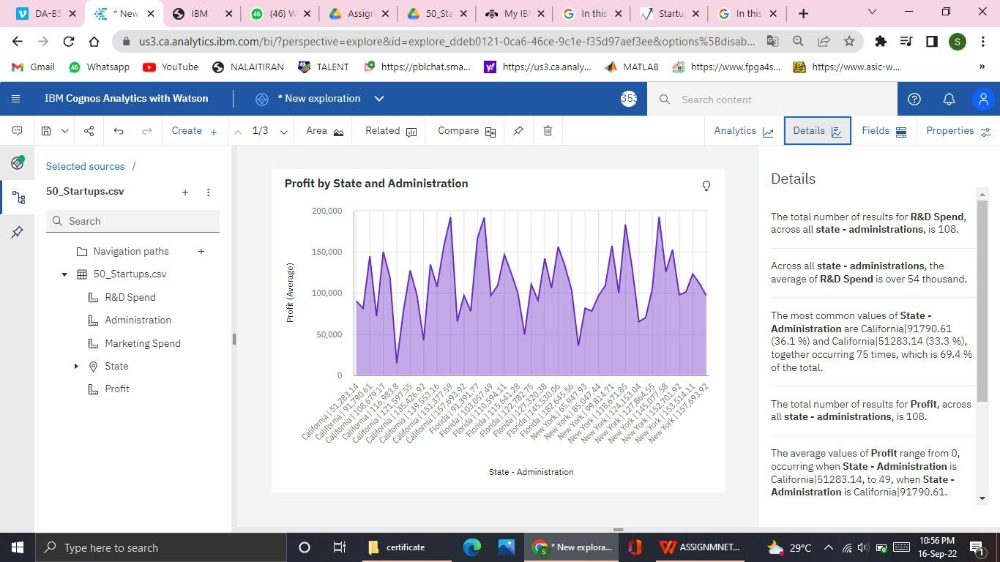 DA-B5
* New
IBM
(46) W
Assign
50_Sta
My IB
In this
Startu
In this
us3.ca.analytics.ibm.com/bi/?perspective=explore&id=explore_ddeb0121-0ca6-46ce-9c1e-f35d97aef3ee&options%5Bdisab...
S
Gmail
Whatsapp
YouTube
NALAITIRAN
TALENT
https://pblchat.sma...
https://us3.ca.analy...
MATLAB
https://www.fpga4s...
https://www.asic-w...
»
IBM Cognos Analytics with Watson
* New exploration
353
Search content
Create
1/3
Area
Related
Compare
Analytics
Details
Fields
Properties
Selected sources /
50_Startups.csv
Search
Navigation paths
50_Startups.csv
R&D Spend
Administration
Marketing Spend
State
Profit
Profit by State and Administration
200,000
150,000
100,000
50,000
0
Profit (Average)
California | 51,283.14
California | 91,790.61
California | 108,679.17
California | 116,983.8
California | 121,597.55
California | 135,426.92
California | 139,553.16
California | 151,377.59
California | 157,693.92
Florida | 91,391.77
Florida | 103,057.49
Florida | 110,594.11
Florida | 115,641.28
Florida | 122,782.75
Florida | 127,320.38
Florida | 145,530.06
Florida | 182,645.56
New York | 65,947.93
New York | 85,047.44
New York | 99,814.71
New York | 118,671.85
New York | 124,153.04
New York | 127,864.55
New York | 145,077.58
New York | 152,701.92
New York | 153,514.11
New York | 157,693.92
State - Administration
Details
The total number of results for R&D Spend,
across all state - administrations, is 108.
Across all state - administrations, the
average of R&D Spend is over 54 thousand.
The most common values of State -
Administration are California|91790.61
(36.1 %) and California|51283.14 (33.3 %),
together occurring 75 times, which is 69.4 %
of the total.
The total number of results for Profit, across
all state - administrations, is 108.
The average values of Profit range from 0,
occurring when State - Administration is
California|51283.14, to 49, when State -
Administration is California|91790.61.
Type here to search
certificate
* New explora...
ASSIGNMNET...
29°C
10:56 PM
16-Sep-22
1